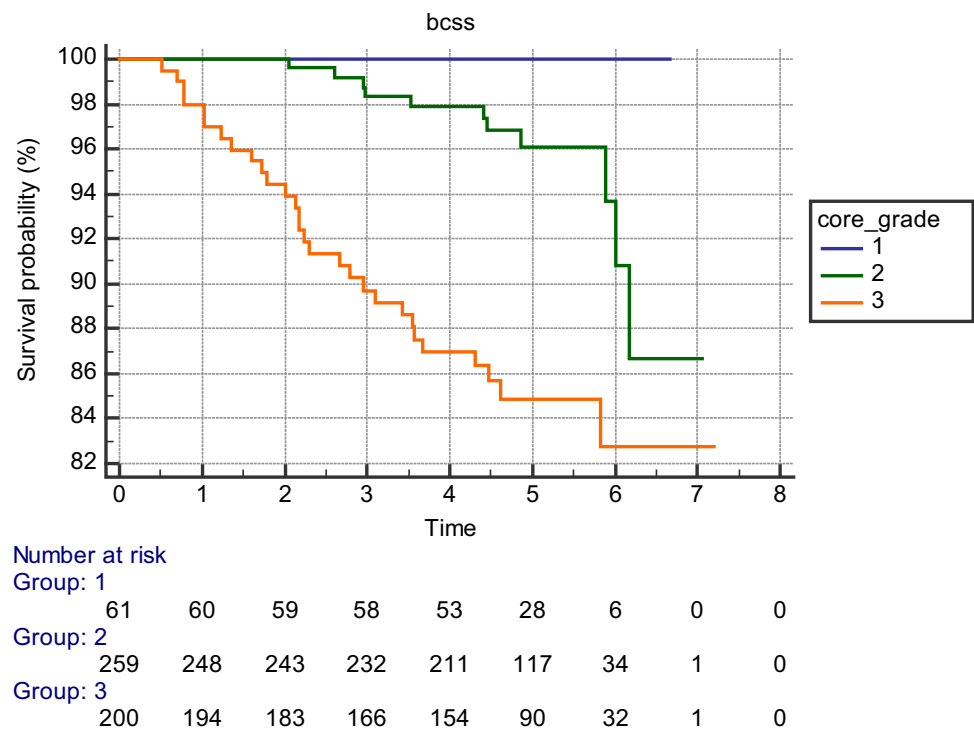 bcss
Survival probability (%)
100
98
96
94
92
90
88
86
84
82
0 1 2 3 4 5 6 7 8
Time
core_grade
1
2
3
Number at risk
Group: 1
61 60 59 58 53 28 6 0 0
Group: 2
259 248 243 232 211 117 34 1 0
Group: 3
200 194 183 166 154 90 32 1 0